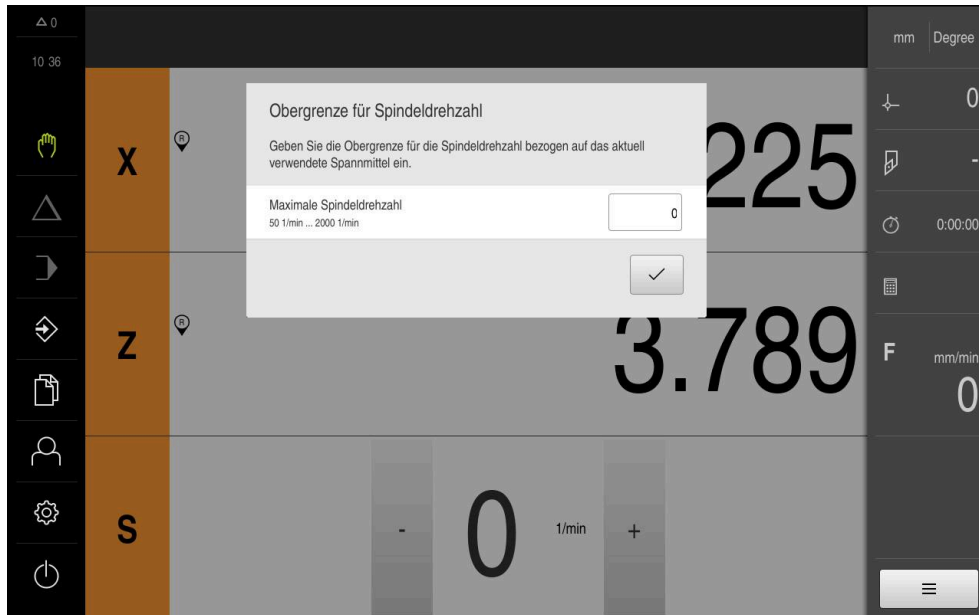 0
10 36
mm Degree
Obergrenze für Spindeldrehzahl
Geben Sie die Obergrenze für die Spindeldrehzahl bezogen auf das aktuell
verwendete Spannmittel ein.
Maximale Spindeldrehzahl
50 1/min ... 2000 1/min
0
X R 225
0
-
0:00:00
Z R 3.789
F mm/min
0
S - 0 1/min +